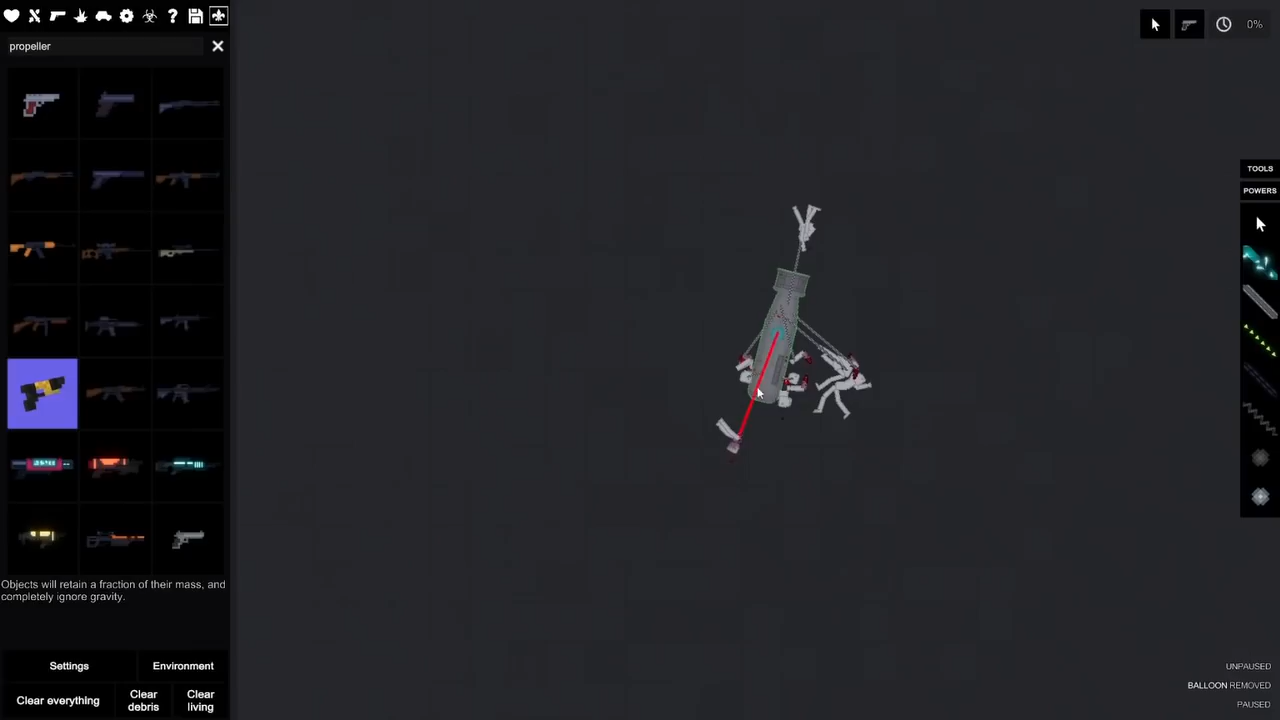 propeller
0%
TOOLS
POWERS
Objects will retain a fraction of their mass, and
completely ignore gravity.
Settings
Environment
Clear everything
Clear
debris
Clear
living
UNPAUSED
BALLOON REMOVED
PAUSED